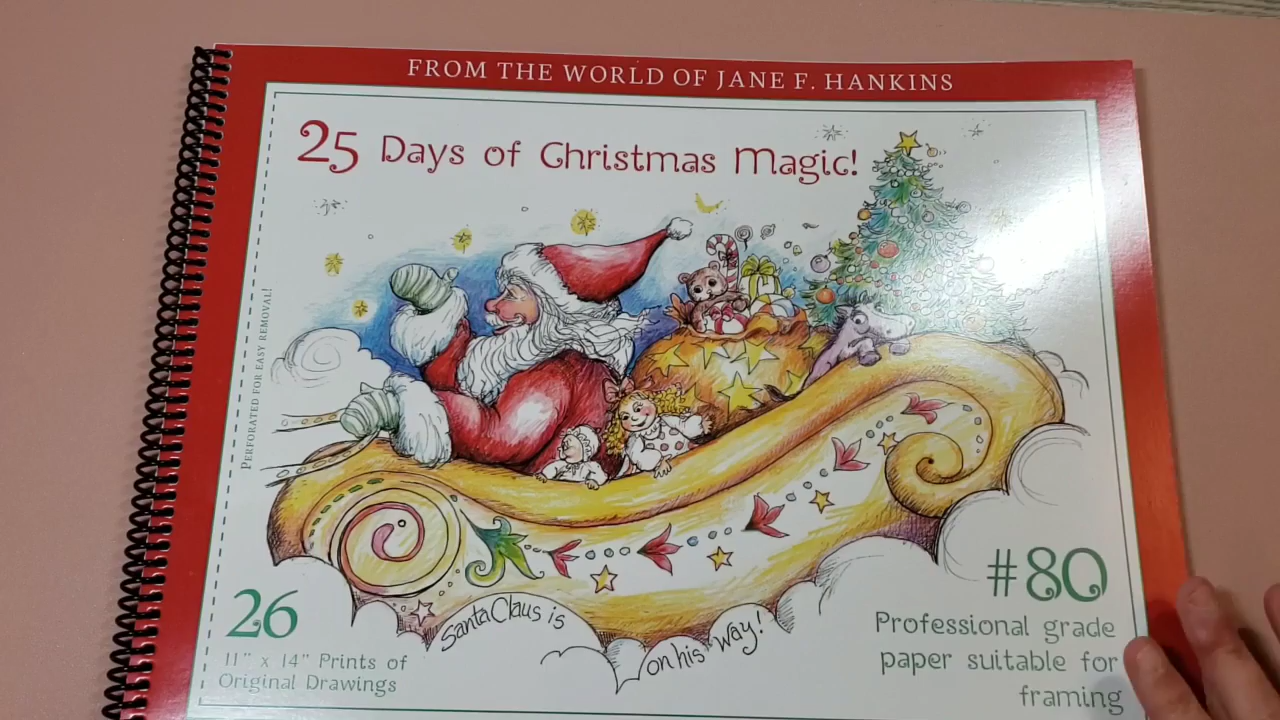 FROM THE WORLD OF JANE F. HANKINS
25 Days of Christmas Magic!
PERFORATED FOR EASY REMOVAL!
Santa Claus is
on his way!
26
11" x 14" Prints of
Original Drawings
#80
Professional grade
paper suitable for
framing